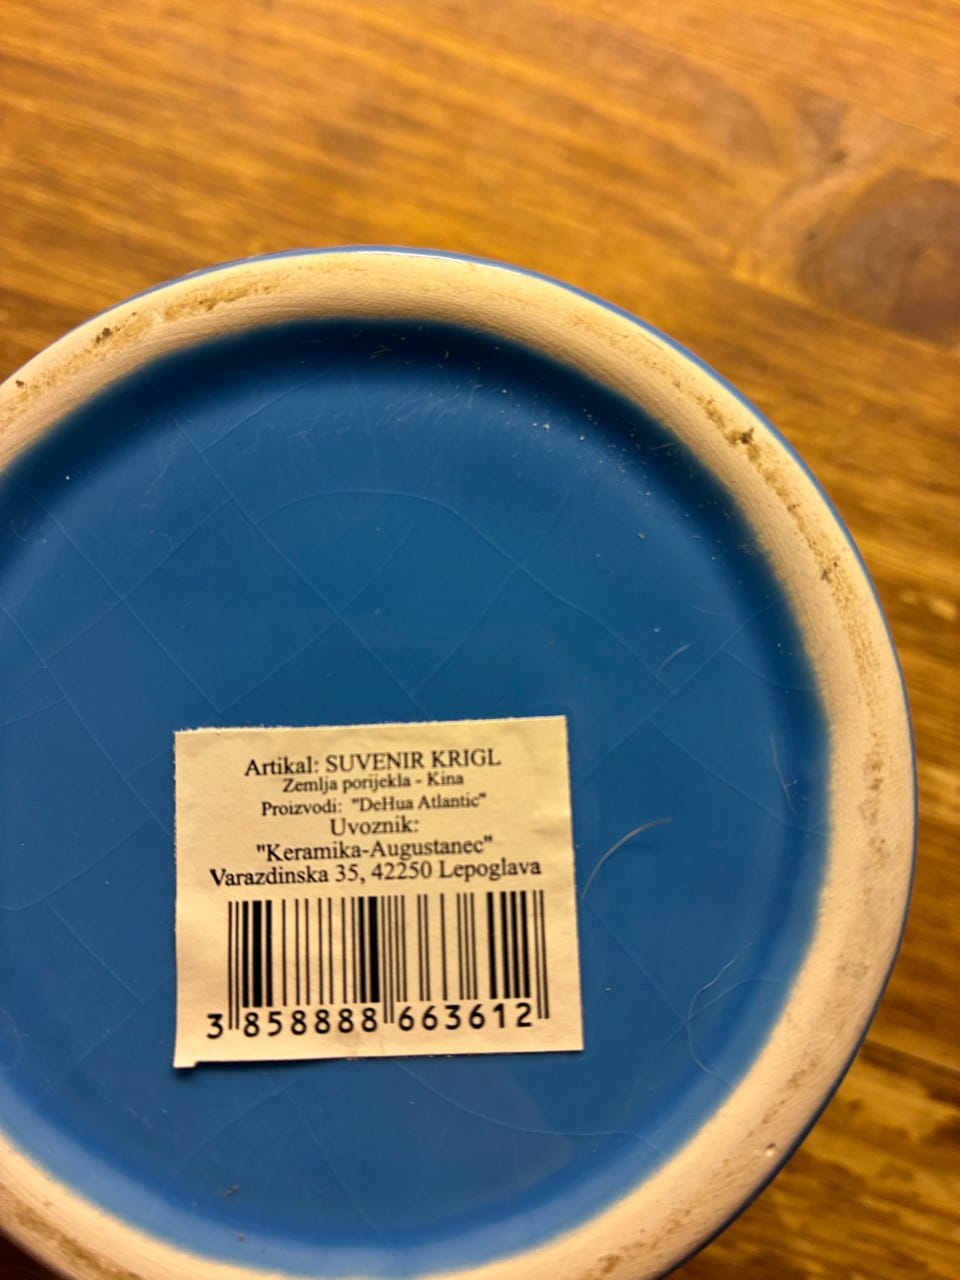 Artikal: SUVENIR KRIGL
Zemlja porijekla - Kina
Proizvodi: "DeHua Atlantic"
Uvoznik:
"Keramika-Augustanec"
Varazdinska 35, 42250 Lepoglava
3 858888 663612